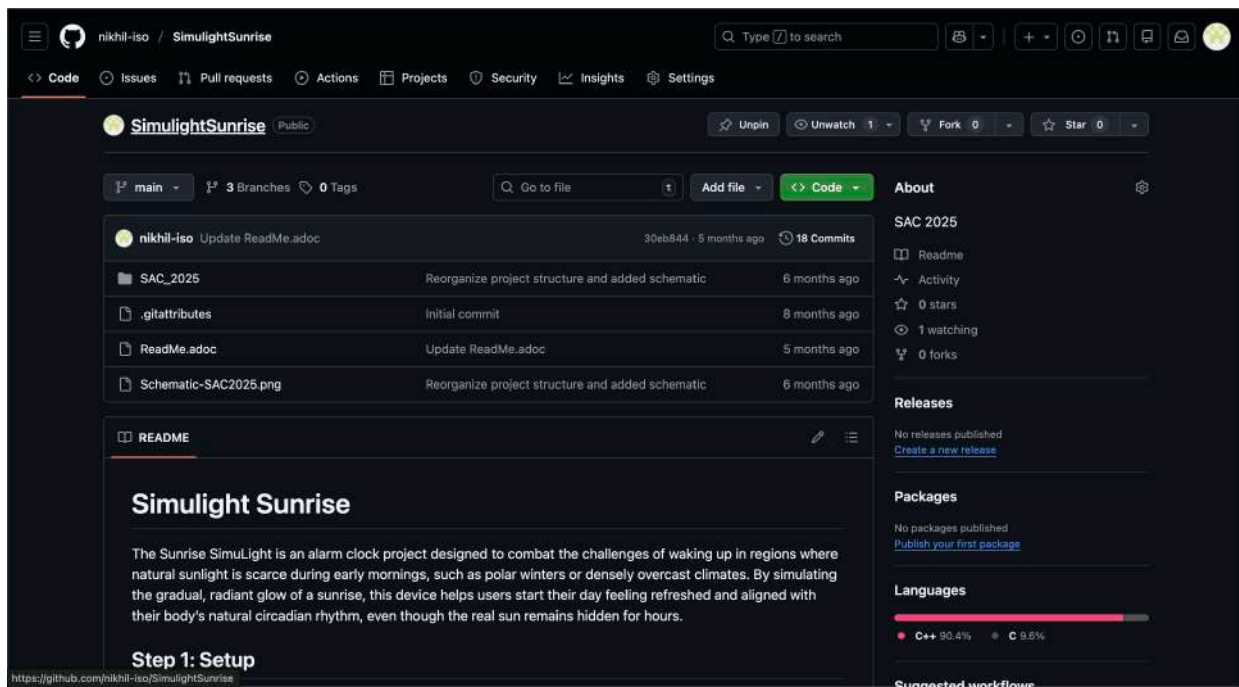 nikhil-iso / SimulightSunrise
Type / to search
Code Issues Pull requests Actions Projects Security Insights Settings
SimulightSunrise Public
Unpin Unwatch 1 Fork 0 Star 0
main 3 Branches 0 Tags Go to file t Add file Code
About
SAC 2025
nikhil-iso Update ReadMe.adoc 30eb844 · 5 months ago 18 Commits
SAC_2025 Reorganize project structure and added schematic 6 months ago
.gitattributes Initial commit 8 months ago
ReadMe.adoc Update ReadMe.adoc 5 months ago
Schematic-SAC2025.png Reorganize project structure and added schematic 6 months ago
Readme
Activity
0 stars
1 watching
0 forks
Releases
No releases published
Create a new release
README
Simulight Sunrise
The Sunrise SimuLight is an alarm clock project designed to combat the challenges of waking up in regions where
natural sunlight is scarce during early mornings, such as polar winters or densely overcast climates. By simulating
the gradual, radiant glow of a sunrise, this device helps users start their day feeling refreshed and aligned with
their body's natural circadian rhythm, even though the real sun remains hidden for hours.
Step 1: Setup
Packages
No packages published
Publish your first package
Languages
C++ 90.4% C 9.6%
Suggested workflows
https://github.com/nikhil-iso/SimulightSunrise